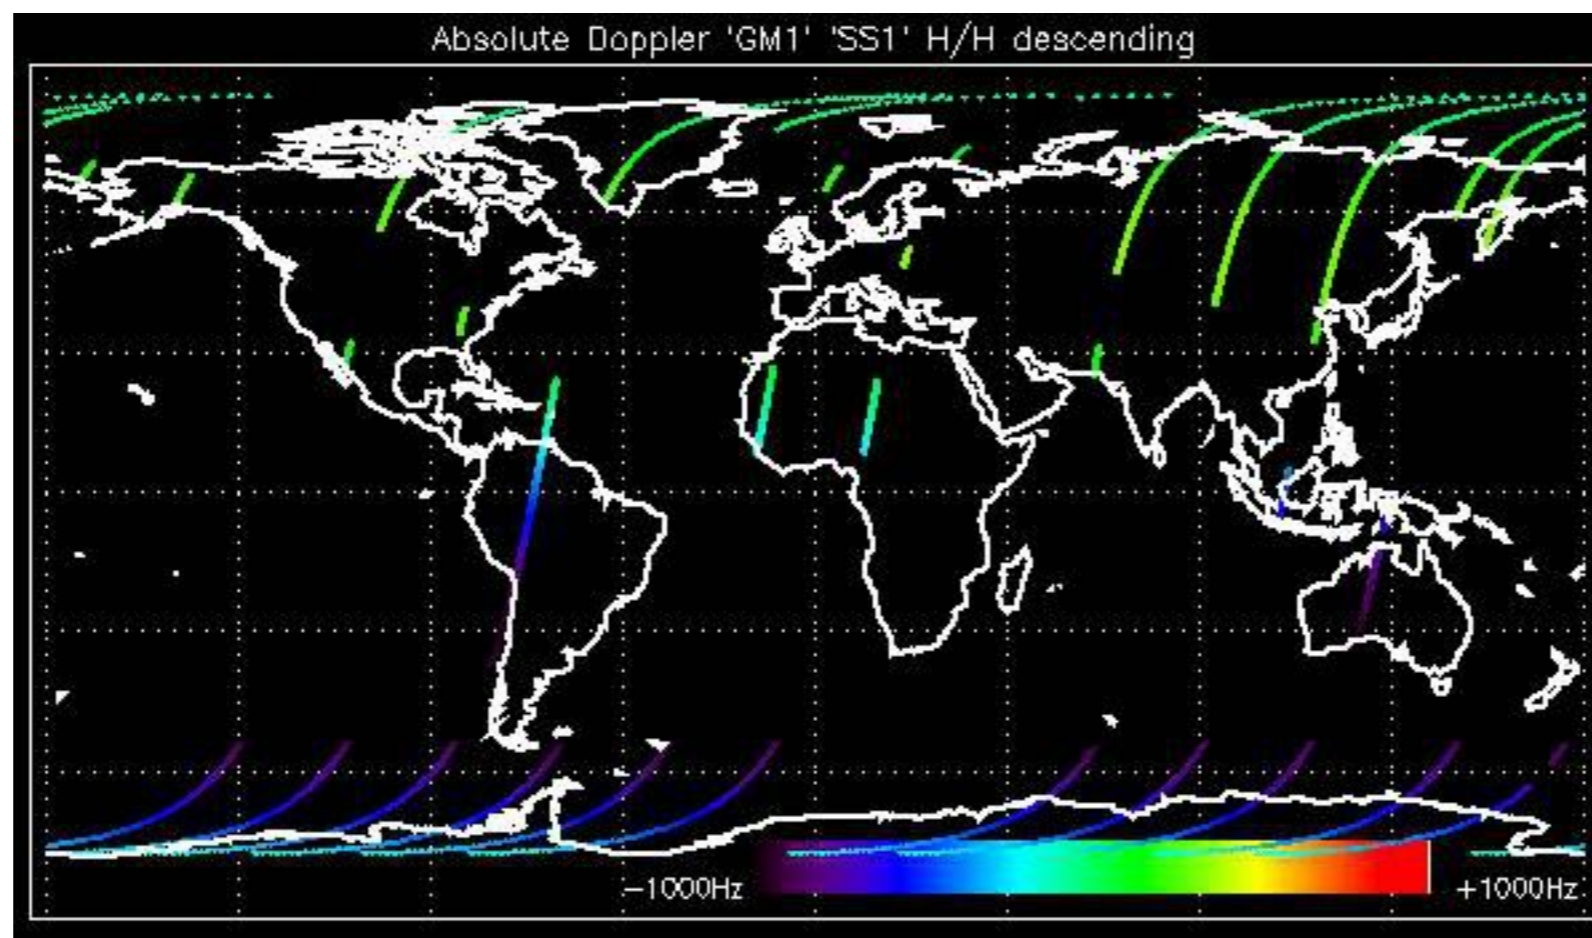 Absolute Doppler 'GM1' 'SS1' H/H descending
-1000Hz
+1000Hz